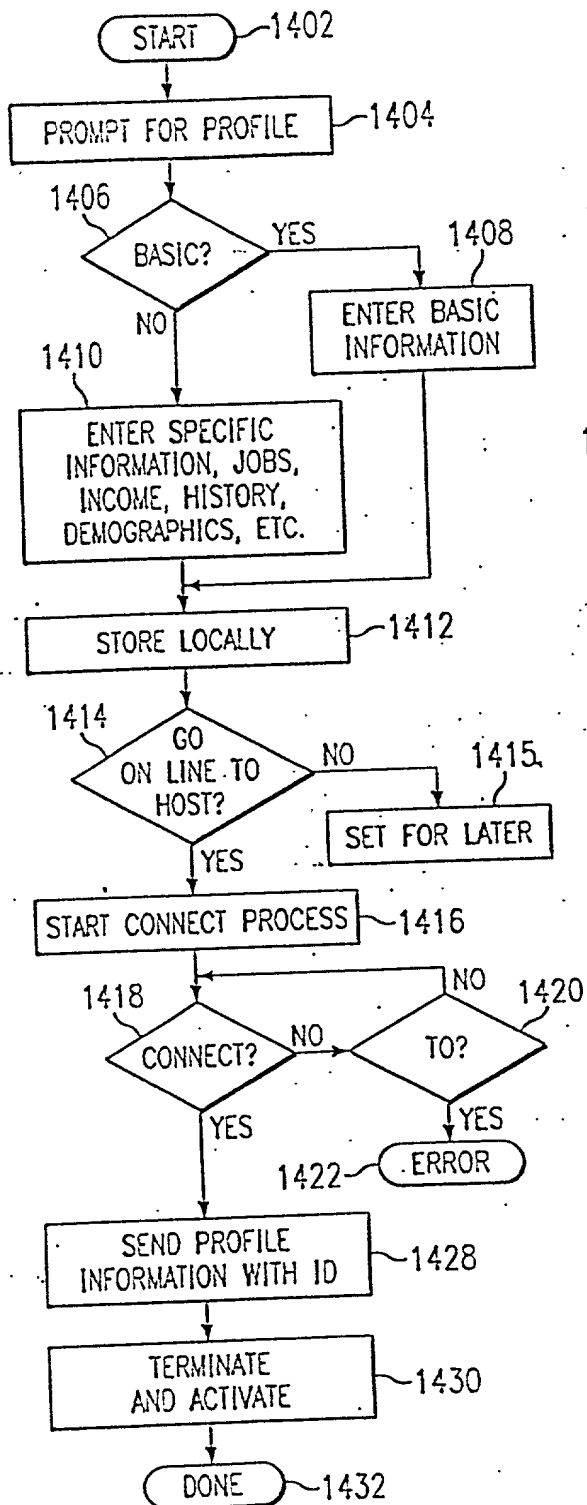 START
1402
PROMPT FOR PROFILE
1404
1406
BASIC?
YES
1408
NO
ENTER BASIC
INFORMATION
1410
ENTER SPECIFIC
INFORMATION, JOBS,
INCOME, HISTORY,
DEMOGRAPHICS, ETC.
STORE LOCALLY
1412
1414
GO
ON LINE TO
HOST?
NO
1415
SET FOR LATER
YES
START CONNECT PROCESS
1416
NO
1418
1420
CONNECT?
NO
TO?
YES
YES
1422
ERROR
SEND PROFILE
INFORMATION WITH ID
1428
TERMINATE
AND ACTIVATE
1430
DONE
1432